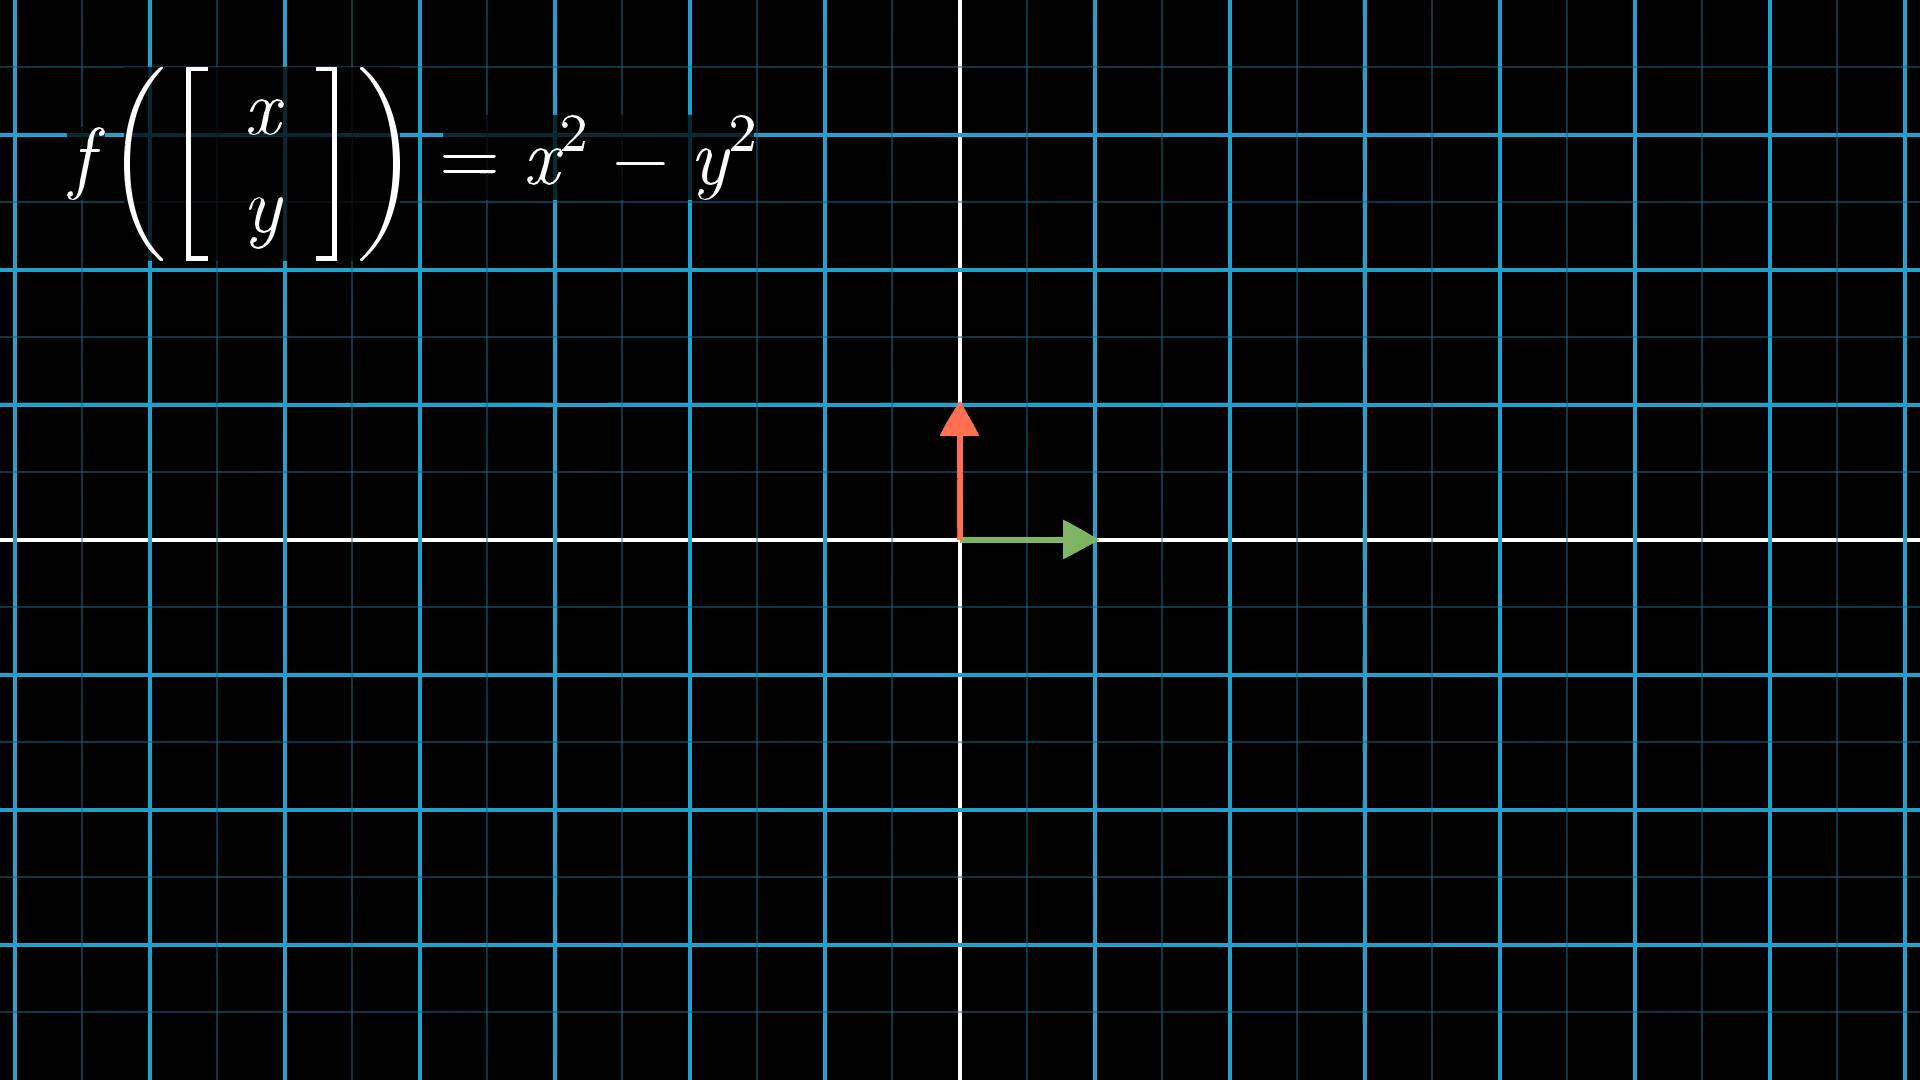 f([x y]) = x² − y²